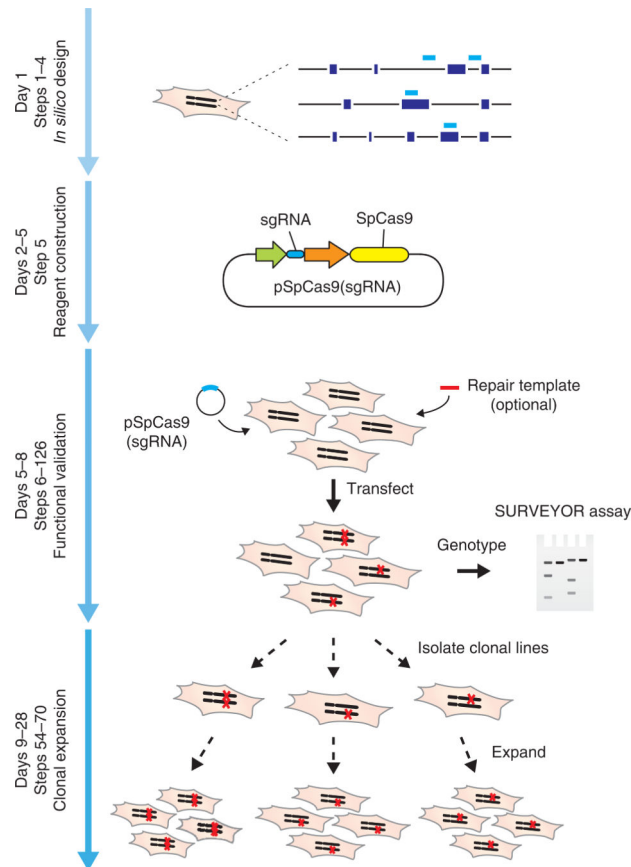 Day 1
Steps 1–4
In silico design
Days 2–5
Step 5
Reagent construction
sgRNA
SpCas9
pSpCas9(sgRNA)
Days 5–8
Steps 6–126
Functional validation
pSpCas9
(sgRNA)
Repair template
(optional)
Transfect
SURVEYOR assay
Genotype
Days 9–28
Steps 54–70
Clonal expansion
Isolate clonal lines
Expand